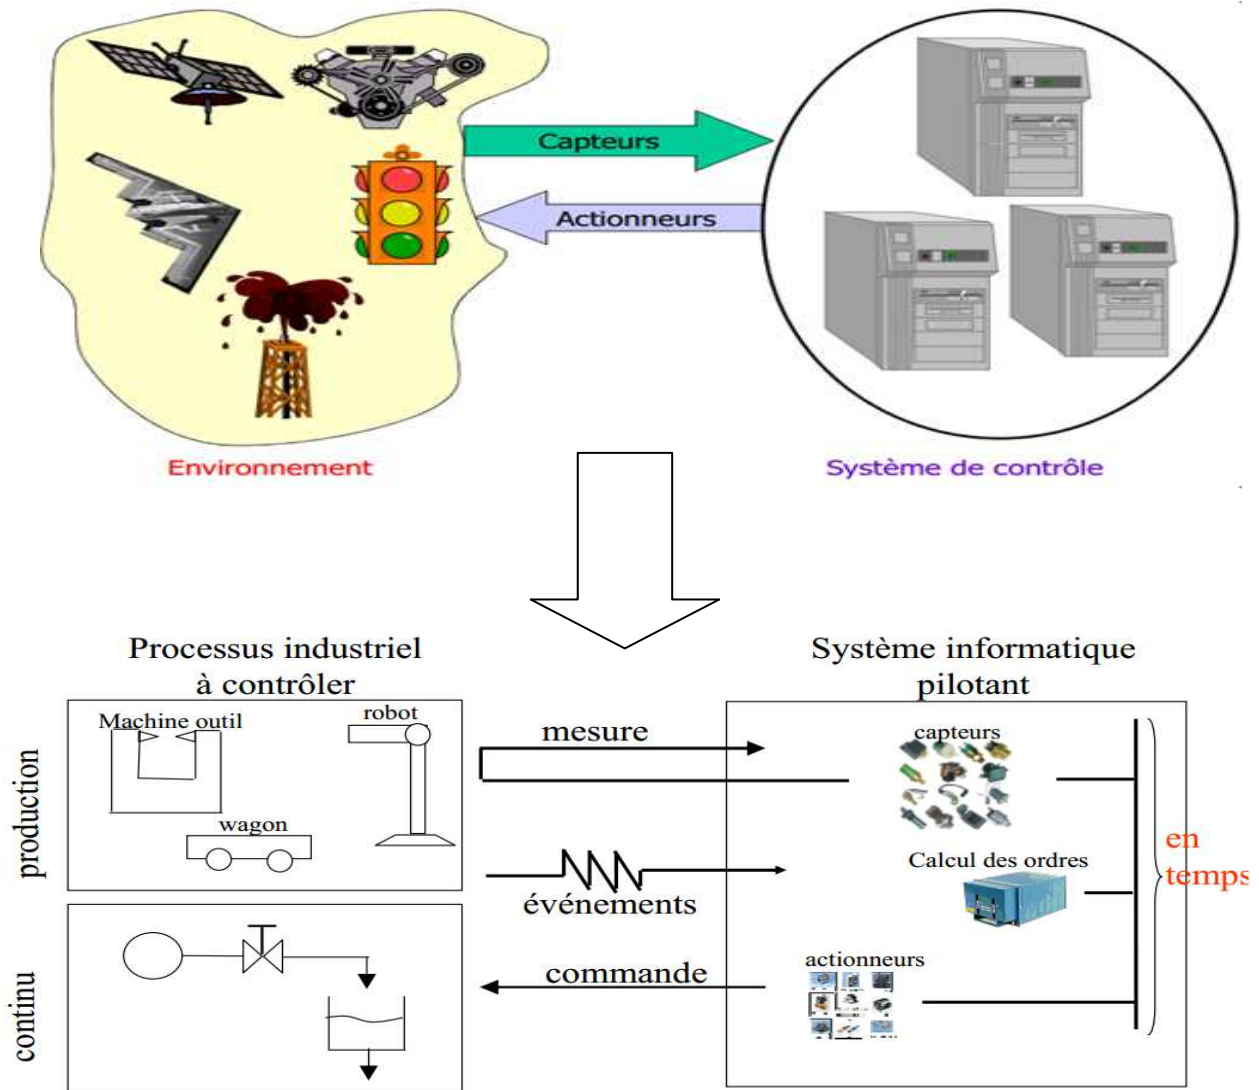 Capteurs
Actionneurs
Environnement
Système de contrôle
Processus industriel
à contrôler
Système informatique
pilotant
production
Machine outil
robot
wagon
mesure
événements
commande
capteurs
Calcul des ordres
actionneurs
en
temps
continu